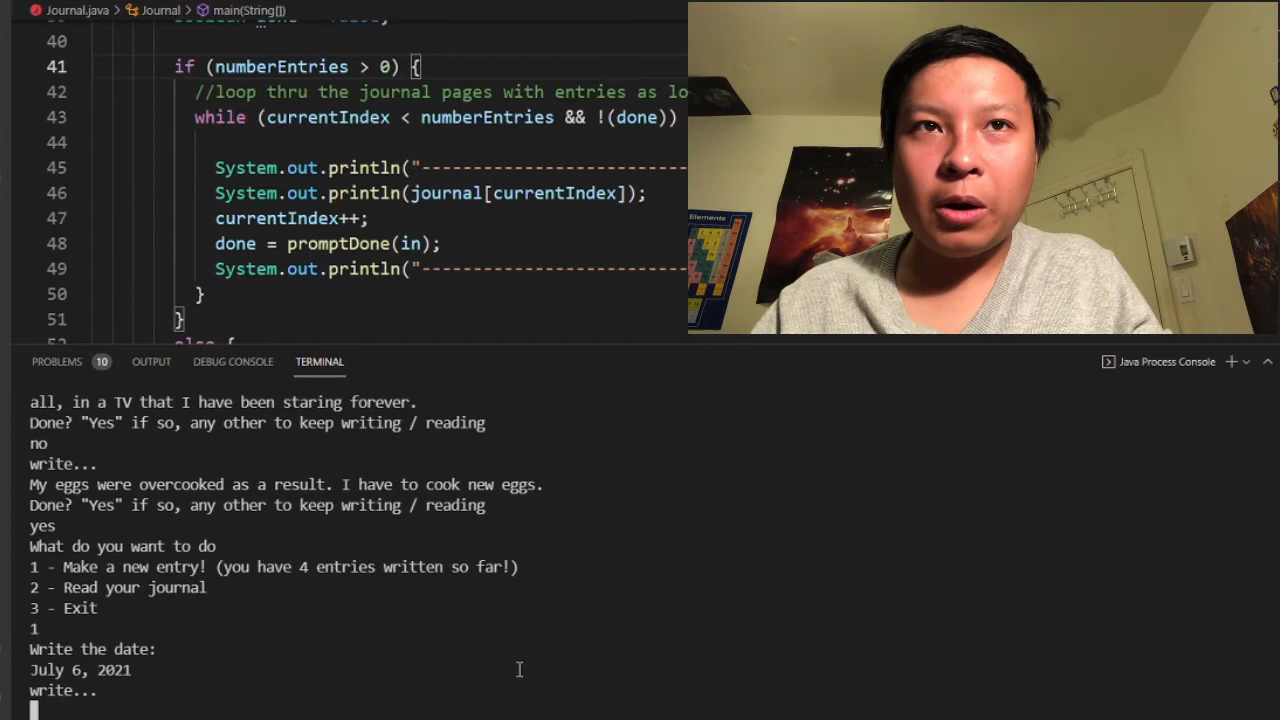 Journal.java > Journal > main(String[])
40
41 if (numberEntries > 0) {
42 //loop thru the journal pages with entries as lo
43 while (currentIndex < numberEntries && !(done))
44
45 System.out.println("--------------------------------
46 System.out.println(journal[currentIndex]);
47 currentIndex++;
48 done = promptDone(in);
49 System.out.println("--------------------------------
50 }
51 }
else {
Elements
PROBLEMS 10 OUTPUT DEBUG CONSOLE TERMINAL Java Process Console
all, in a TV that I have been staring forever.
Done? "Yes" if so, any other to keep writing / reading
no
write...
My eggs were overcooked as a result. I have to cook new eggs.
Done? "Yes" if so, any other to keep writing / reading
yes
What do you want to do
1 - Make a new entry! (you have 4 entries written so far!)
2 - Read your journal
3 - Exit
1
Write the date:
July 6, 2021
write...